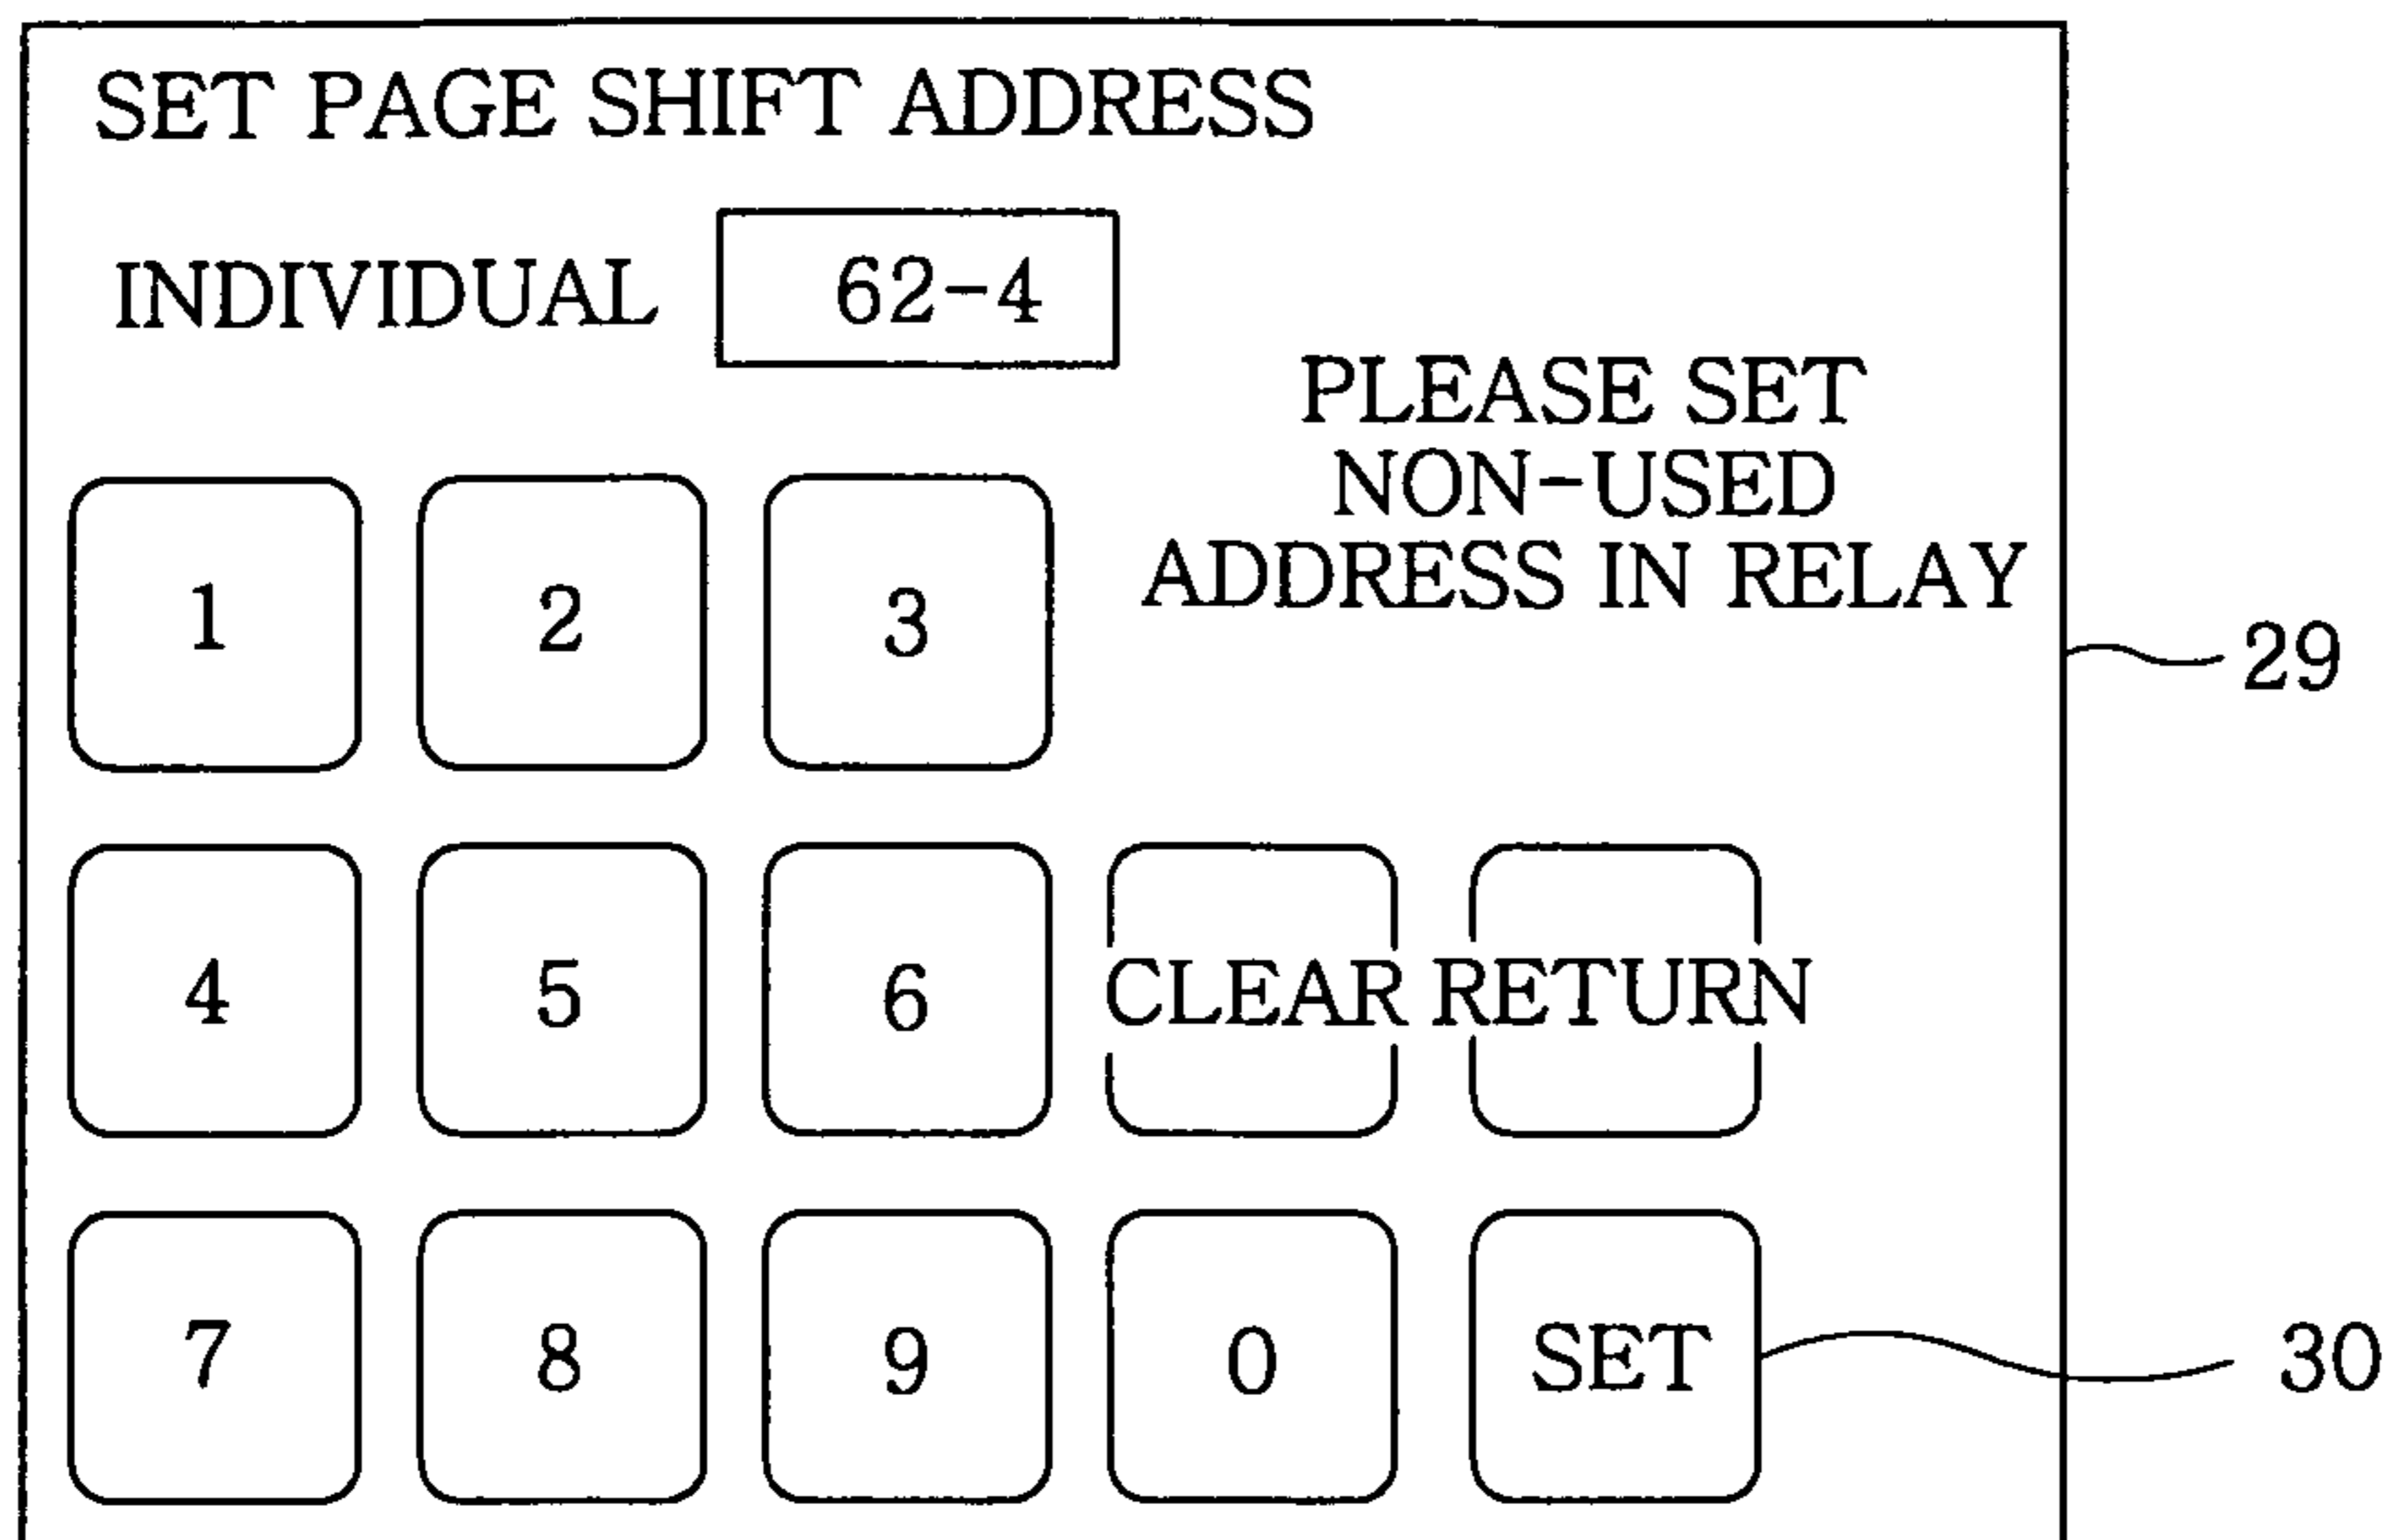 SET PAGE SHIFT ADDRESS
INDIVIDUAL 62-4
PLEASE SET
NON-USED
ADDRESS IN RELAY
1 2 3
29
4 5 6 CLEAR RETURN
7 8 9 0 SET 30